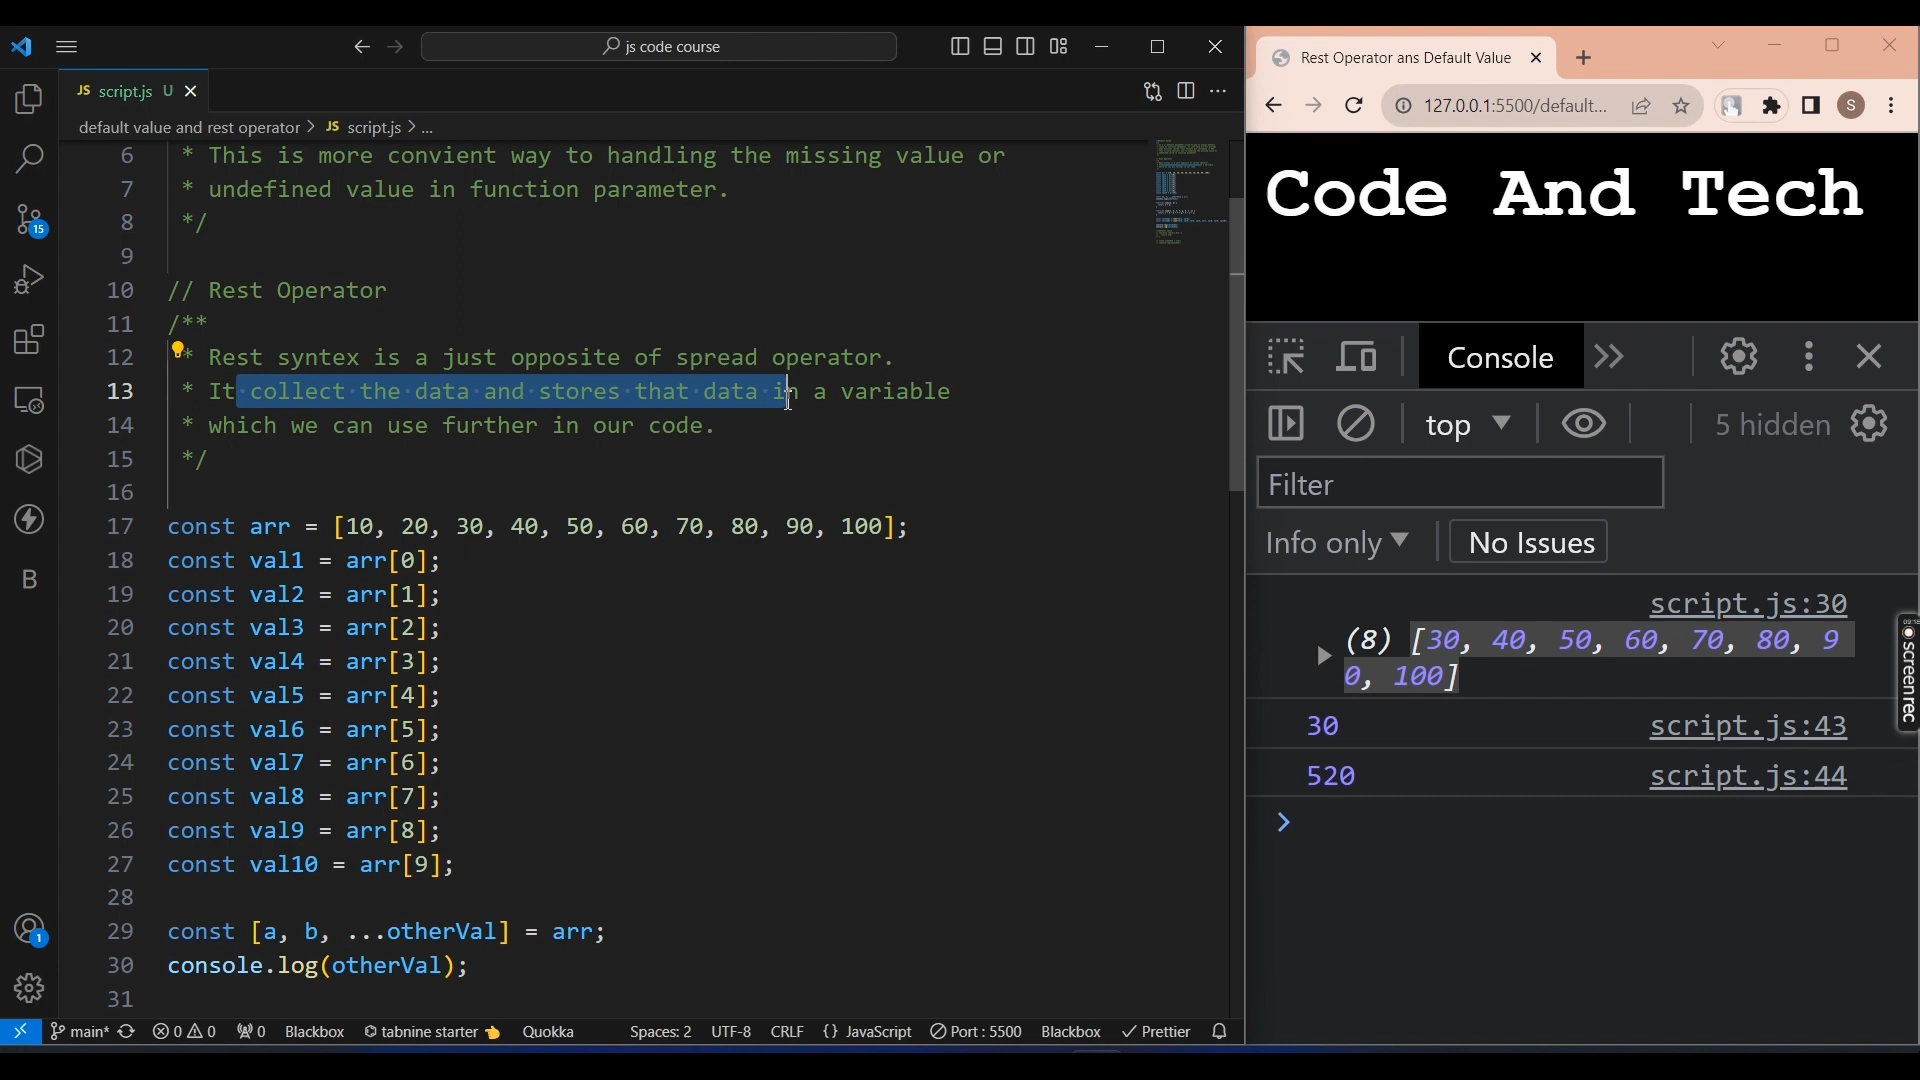 js code course
JS script.js U
default value and rest operator > JS script.js > ...
6 * This is more convient way to handling the missing value or
7 * undefined value in function parameter.
8 */
9
10 // Rest Operator
11 /**
12 * Rest syntex is a just opposite of spread operator.
13 * It collect the data and stores that data in a variable
14 * which we can use further in our code.
15 */
16
17 const arr = [10, 20, 30, 40, 50, 60, 70, 80, 90, 100];
18 const val1 = arr[0];
19 const val2 = arr[1];
20 const val3 = arr[2];
21 const val4 = arr[3];
22 const val5 = arr[4];
23 const val6 = arr[5];
24 const val7 = arr[6];
25 const val8 = arr[7];
26 const val9 = arr[8];
27 const val10 = arr[9];
28
29 const [a, b, ...otherVal] = arr;
30 console.log(otherVal);
31
15
B
1
main* 0 0 0 Blackbox tabnine starter Quokka Spaces: 2 UTF-8 CRLF {} JavaScript Port : 5500 Blackbox Prettier
Rest Operator ans Default Value
127.0.0.1:5500/default... S
Code And Tech
Console
top 5 hidden
Filter
Info only No Issues
script.js:30
(8) [30, 40, 50, 60, 70, 80, 9
0, 100]
30 script.js:43
520 script.js:44
screenrec